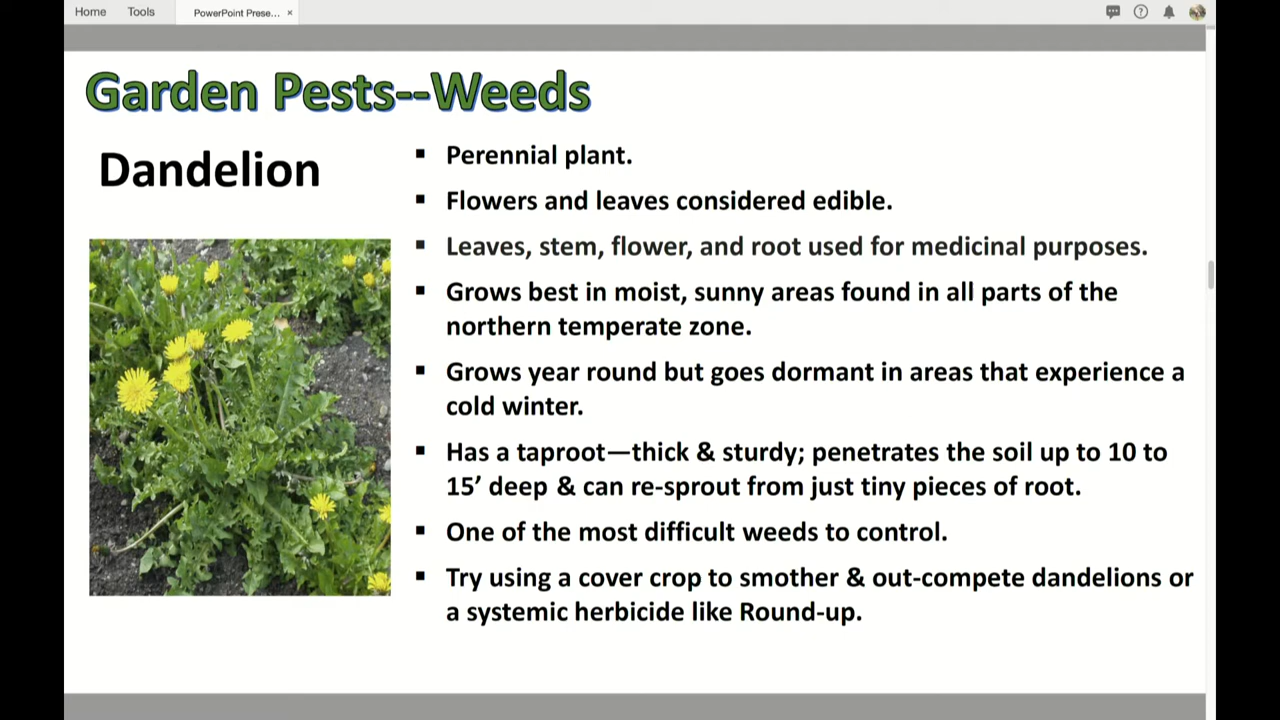 Home Tools PowerPoint Prese... ×
Garden Pests--Weeds
Dandelion
▪ Perennial plant.
▪ Flowers and leaves considered edible.
▪ Leaves, stem, flower, and root used for medicinal purposes.
▪ Grows best in moist, sunny areas found in all parts of the
northern temperate zone.
▪ Grows year round but goes dormant in areas that experience a
cold winter.
▪ Has a taproot—thick & sturdy; penetrates the soil up to 10 to
15’ deep & can re-sprout from just tiny pieces of root.
▪ One of the most difficult weeds to control.
▪ Try using a cover crop to smother & out-compete dandelions or
a systemic herbicide like Round-up.